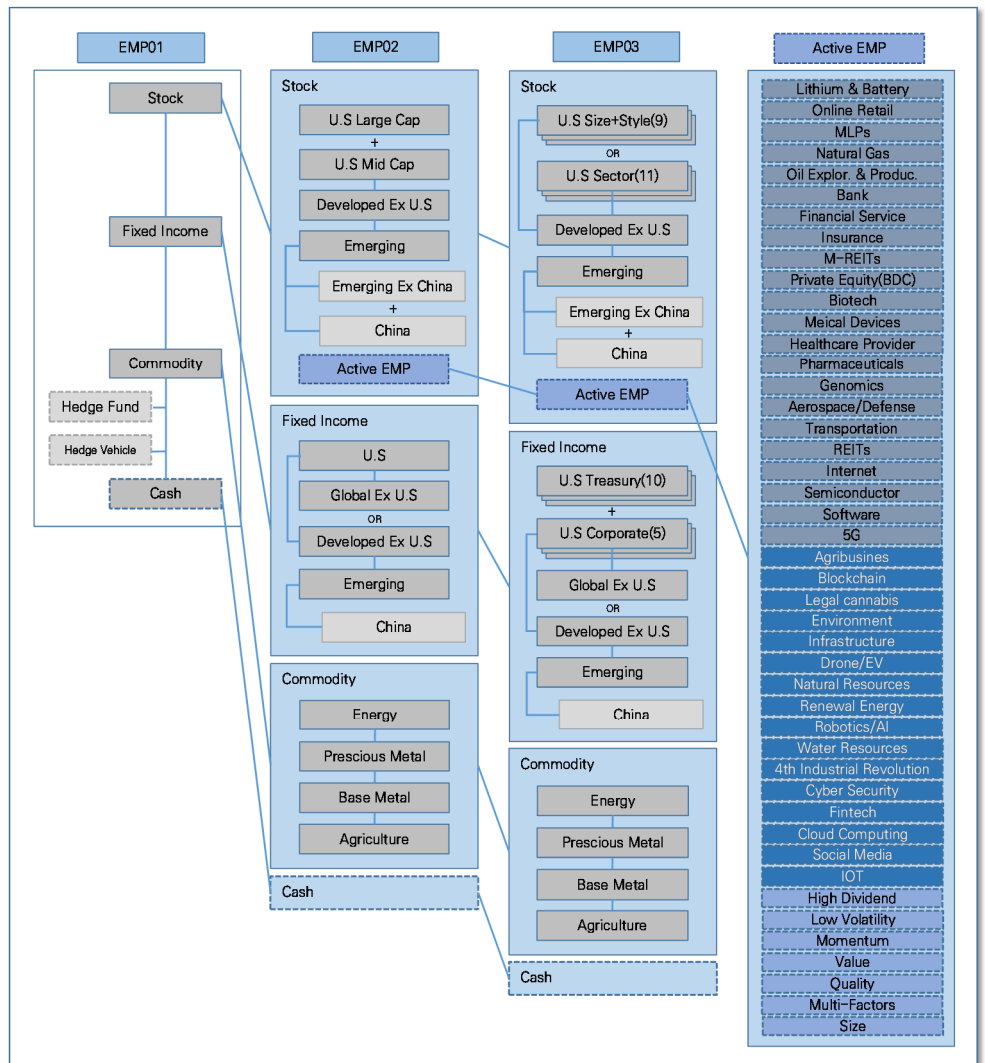 EMP01
Stock
Fixed Income
Commodity
Hedge Fund
Hedge Vehicle
Cash
EMP02
Stock
U.S Large Cap
+
U.S Mid Cap
Developed Ex U.S
Emerging
Emerging Ex China
+
China
Active EMP
Fixed Income
U.S
Global Ex U.S
OR
Developed Ex U.S
Emerging
China
Commodity
Energy
Prescious Metal
Base Metal
Agriculture
Cash
EMP03
Stock
U.S Size+Style(9)
OR
U.S Sector(11)
Developed Ex U.S
Emerging
Emerging Ex China
+
China
Active EMP
Fixed Income
U.S Treasury(10)
+
U.S Corporate(5)
Global Ex U.S
OR
Developed Ex U.S
Emerging
China
Commodity
Energy
Prescious Metal
Base Metal
Agriculture
Cash
Active EMP
Lithium & Battery
Online Retail
MLPs
Natural Gas
Oil Explor. & Produc.
Bank
Financial Service
Insurance
M-REITs
Private Equity(BDC)
Biotech
Meical Devices
Healthcare Provider
Pharmaceuticals
Genomics
Aerospace/Defense
Transportation
REITs
Internet
Semiconductor
Software
5G
Agribusines
Blockchain
Legal cannabis
Environment
Infrastructure
Drone/EV
Natural Resources
Renewal Energy
Robotics/AI
Water Resources
4th Industrial Revolution
Cyber Security
Fintech
Cloud Computing
Social Media
IOT
High Dividend
Low Volatility
Momentum
Value
Quality
Multi-Factors
Size